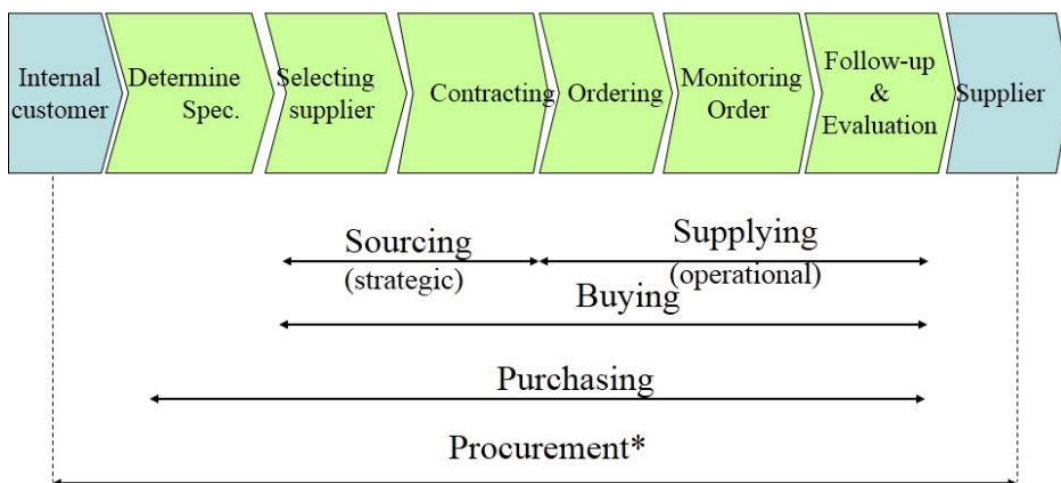 Internal
customer
Determine
Spec.
Selecting
supplier
Contracting
Ordering
Monitoring
Order
Follow-up
&
Evaluation
Supplier
Sourcing
(strategic)
Supplying
(operational)
Buying
Purchasing
Procurement*